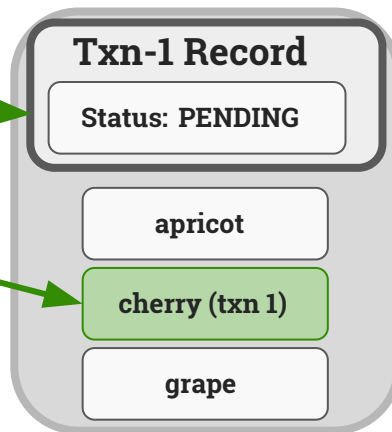 Txn-1 Record
Status: PENDING
apricot
cherry (txn 1)
grape